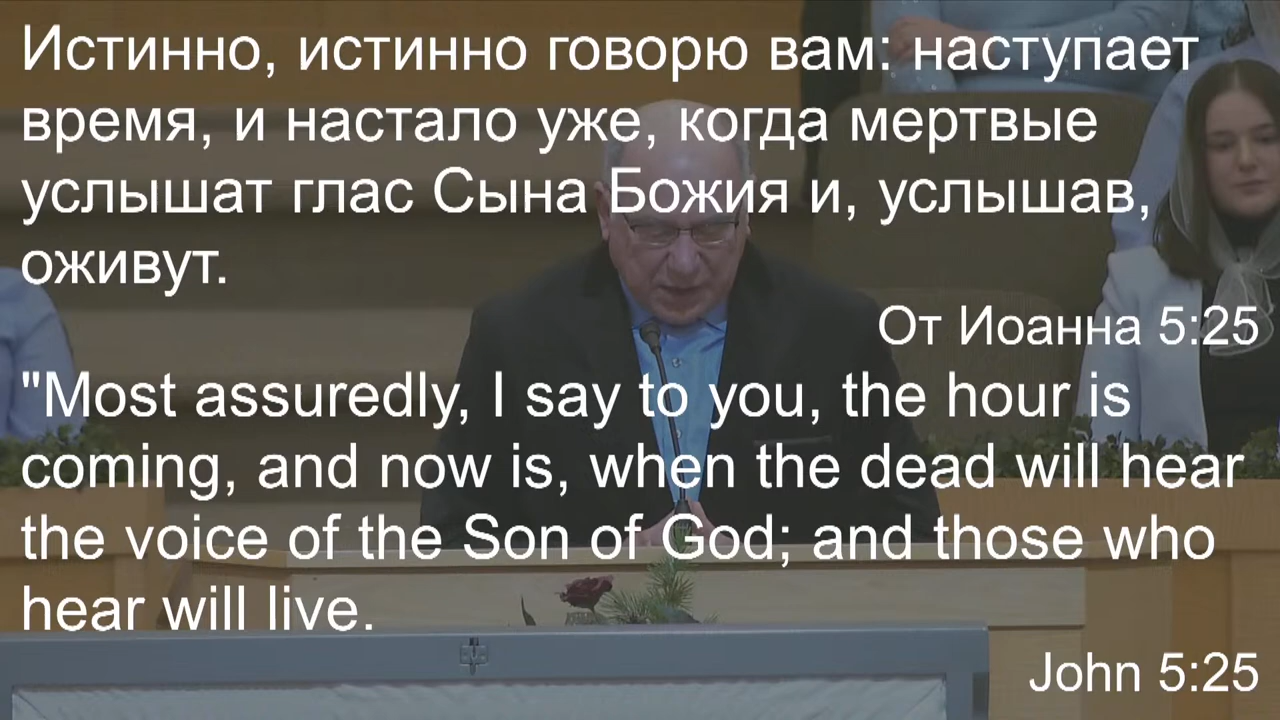 Истинно, истинно говорю вам: наступает
время, и настало уже, когда мертвые
услышат глас Сына Божия и, услышав,
оживут.
От Иоанна 5:25
"Most assuredly, I say to you, the hour is
coming, and now is, when the dead will hear
the voice of the Son of God; and those who
hear will live.
John 5:25